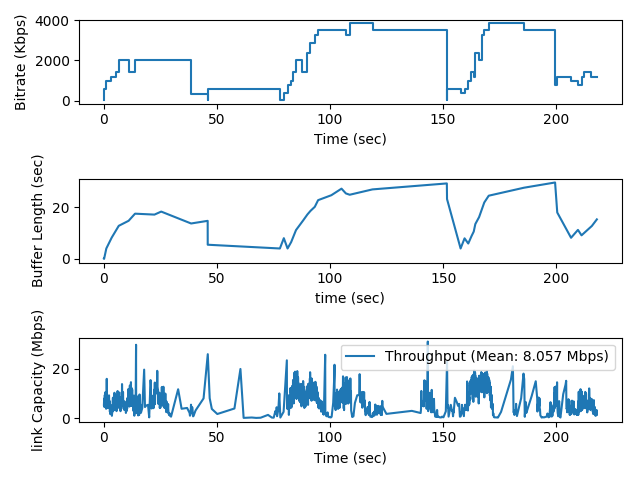 Bitrate (Kbps)
4000
2000
0
0 50 100 150 200
Time (sec)
Buffer Length (sec)
20
0
0 50 100 150 200
time (sec)
link Capacity (Mbps)
20
0
Throughput (Mean: 8.057 Mbps)
0 50 100 150 200
Time (sec)